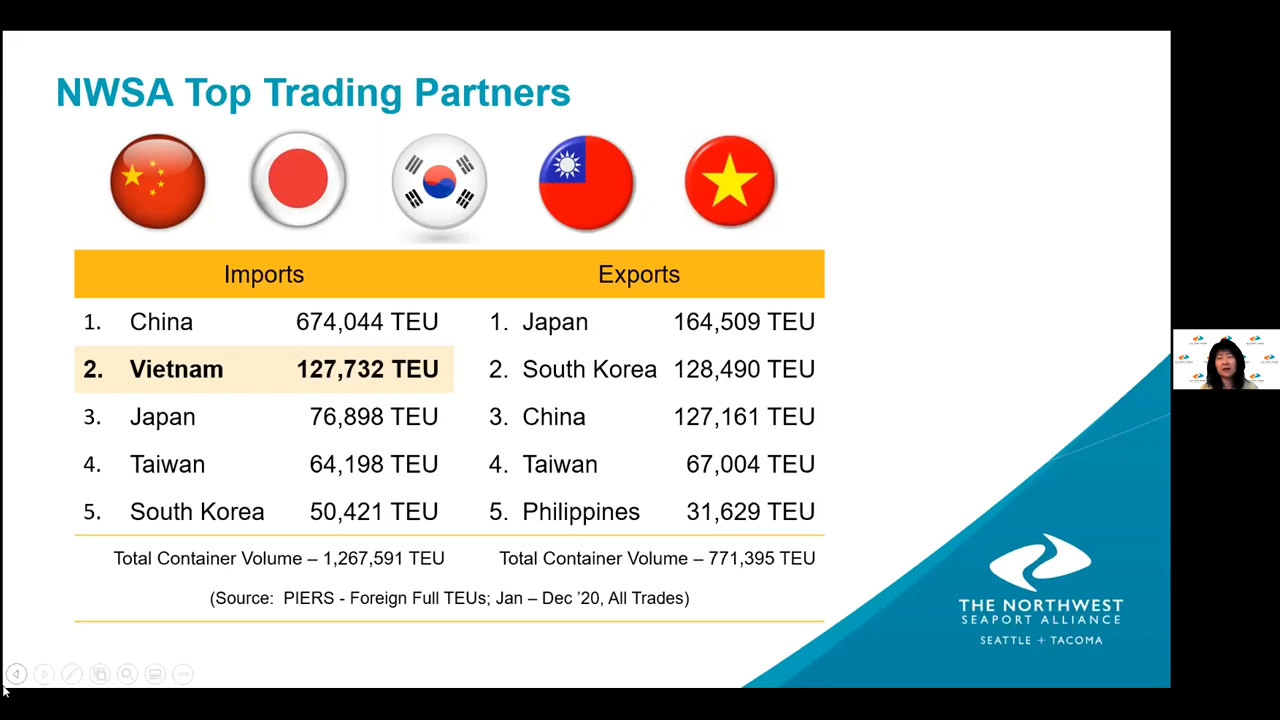 NWSA Top Trading Partners
Imports Exports
1. China 674,044 TEU 1. Japan 164,509 TEU
2. Vietnam 127,732 TEU 2. South Korea 128,490 TEU
3. Japan 76,898 TEU 3. China 127,161 TEU
4. Taiwan 64,198 TEU 4. Taiwan 67,004 TEU
5. South Korea 50,421 TEU 5. Philippines 31,629 TEU
Total Container Volume – 1,267,591 TEU Total Container Volume – 771,395 TEU
(Source: PIERS - Foreign Full TEUs; Jan – Dec ’20, All Trades)
THE NORTHWEST
SEAPORT ALLIANCE
SEATTLE + TACOMA